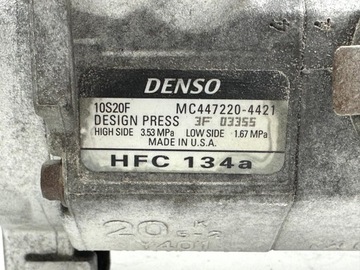 DENSO
10S20F MC447220-4421
DESIGN PRESS 3F 03355
HIGH SIDE 3.53 MPa LOW SIDE 1.67 MPa
MADE IN U.S.A.
HFC 134a
20 K